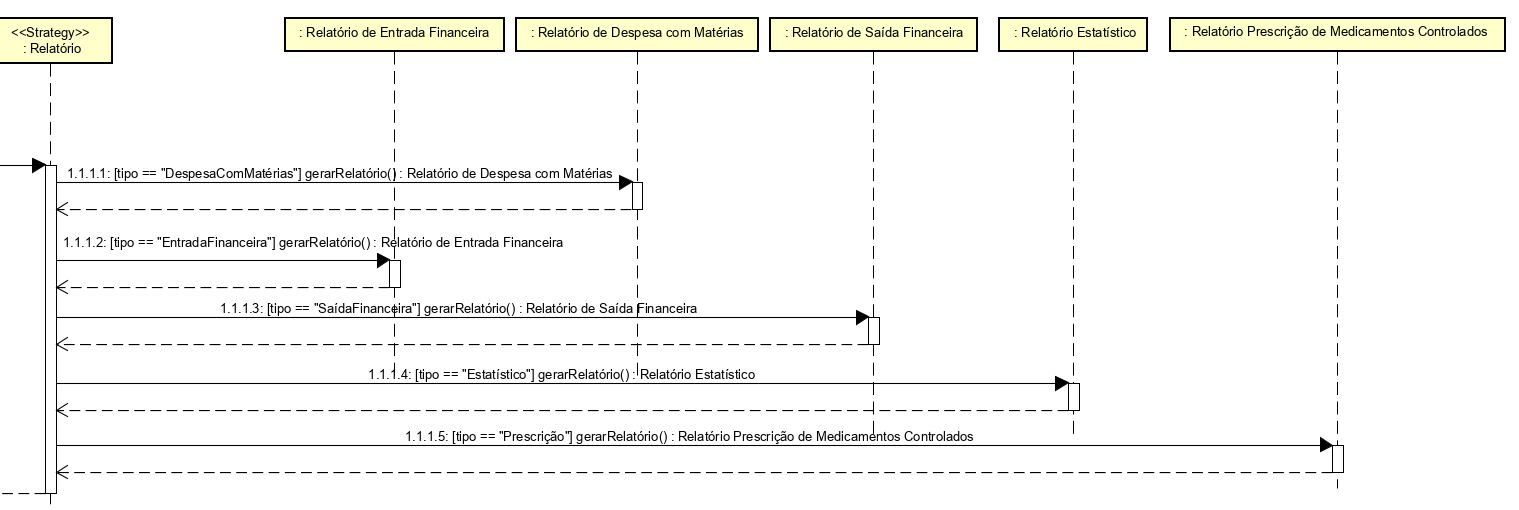 <<Strategy>>
: Relatório
: Relatório de Entrada Financeira
: Relatório de Despesa com Matérias
: Relatório de Saída Financeira
: Relatório Estatístico
: Relatório Prescrição de Medicamentos Controlados
1.1.1.1: [tipo == "DespesaComMatérias"] gerarRelatório() : Relatório de Despesa com Matérias
1.1.1.2: [tipo == "EntradaFinanceira"] gerarRelatório() : Relatório de Entrada Financeira
1.1.1.3: [tipo == "SaídaFinanceira"] gerarRelatório() : Relatório de Saída Financeira
1.1.1.4: [tipo == "Estatístico"] gerarRelatório() : Relatório Estatístico
1.1.1.5: [tipo == "Prescrição"] gerarRelatório() : Relatório Prescrição de Medicamentos Controlados